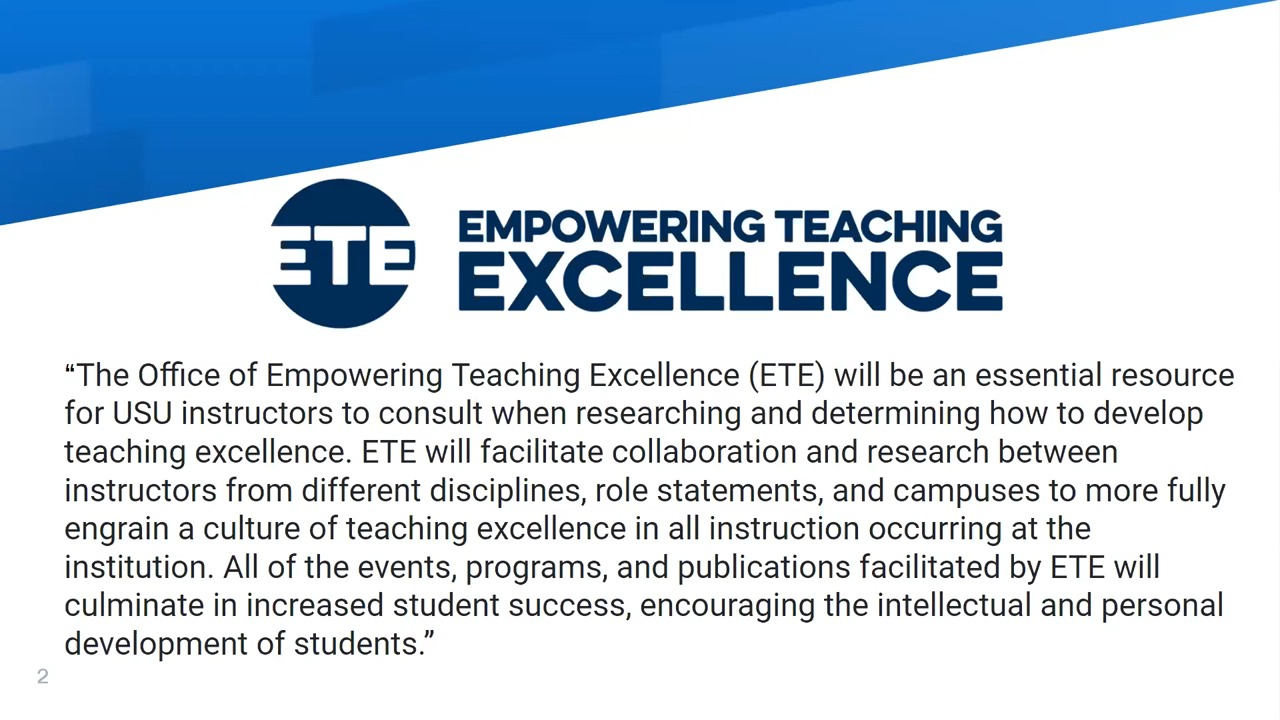 ETE
EMPOWERING TEACHING
EXCELLENCE
“The Office of Empowering Teaching Excellence (ETE) will be an essential resource
for USU instructors to consult when researching and determining how to develop
teaching excellence. ETE will facilitate collaboration and research between
instructors from different disciplines, role statements, and campuses to more fully
engrain a culture of teaching excellence in all instruction occurring at the
institution. All of the events, programs, and publications facilitated by ETE will
culminate in increased student success, encouraging the intellectual and personal
development of students.”
2